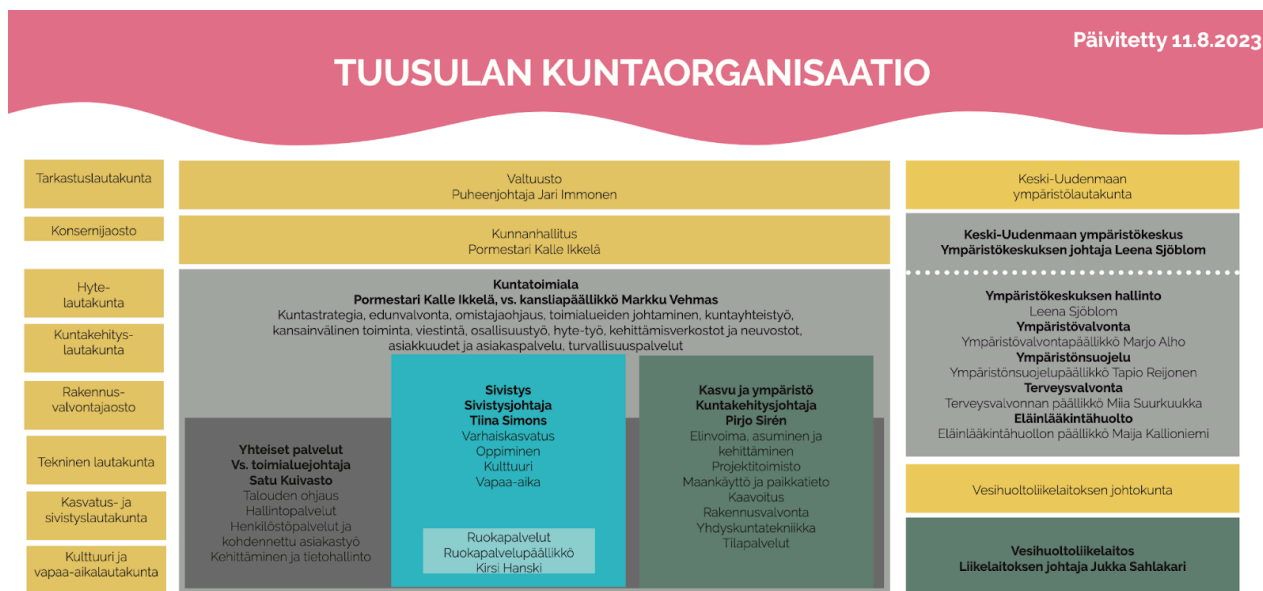 Päivitetty 11.8.2023
TUUSULAN KUNTAORGANISAATIO
Tarkastuslautakunta
Konsernijaosto
Hyte-
lautakunta
Kuntakehitys-
lautakunta
Rakennus-
valvontajaosto
Tekninen lautakunta
Kasvatus- ja
sivistyslautakunta
Kulttuuri ja
vapaa-aikalautakunta
Valtuusto
Puheenjohtaja Jari Immonen
Kunnanhallitus
Pormestari Kalle Ikkelä
Kuntatoimiala
Pormestari Kalle Ikkelä, vs. kansliapäällikkö Markku Vehmas
Kuntastrategia, edunvalvonta, omistajaohjaus, toimialueiden johtaminen, kuntayhteistyö,
kansainvälinen toiminta, viestintä, osallisuustyö, hyte-työ, kehittämisverkostot ja neuvostot,
asiakkuudet ja asiakaspalvelu, turvallisuuspalvelut
Yhteiset palvelut
Vs. toimialuejohtaja
Satu Kuivasto
Talouden ohjaus
Hallintopalvelut
Henkilöstöpalvelut ja
kohdennettu asiakastyö
Kehittäminen ja tietohallinto
Sivistys
Sivistysjohtaja
Tiina Simons
Varhaiskasvatus
Oppiminen
Kulttuuri
Vapaa-aika
Ruokapalvelut
Ruokapalvelupäällikkö
Kirsi Hanski
Kasvu ja ympäristö
Kuntakehitysjohtaja
Pirjo Sirén
Elinvoima, asuminen ja
kehittäminen
Projektitoimisto
Maankäyttö ja paikkatieto
Kaavoitus
Rakennusvalvonta
Yhdyskuntatekniikka
Tilapalvelut
Keski-Uudenmaan
ympäristölautakunta
Keski-Uudenmaan ympäristökeskus
Ympäristökeskuksen johtaja Leena Sjöblom
Ympäristökeskuksen hallinto
Leena Sjöblom
Ympäristövalvonta
Ympäristövalvontapäällikkö Marjo Alho
Ympäristönsuojelu
Ympäristönsuojelupäällikkö Tapio Reijonen
Terveysvalvonta
Terveysvalvonnan päällikkö Miia Suurkuukka
Eläinlääkintähuolto
Eläinlääkintähuollon päällikkö Maija Kallioniemi
Vesihuoltoliikelaitoksen johtokunta
Vesihuoltoliikelaitos
Liikelaitoksen johtaja Jukka Sahlakari